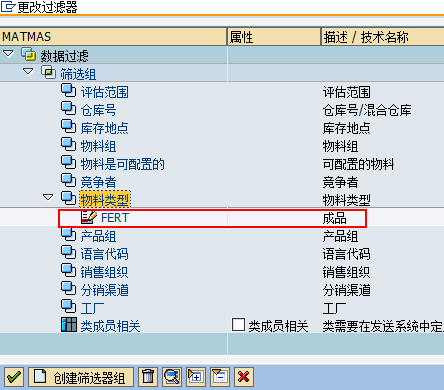 更改过滤器
MATMAS 属性 描述 / 技术名称
数据过滤
筛选组
评估范围 评估范围
仓库号 仓库号/混合仓库
库存地点 库存地点
物料组 物料组
物料是可配置的 可配置的物料
竞争者 竞争者
物料类型 物料类型
FERT 成品
产品组 产品组
语言代码 语言代码
销售组织 销售组织
分销渠道 分销渠道
工厂 工厂
类成员相关 类成员相关 类需要在发送系统中定
创建筛选器组